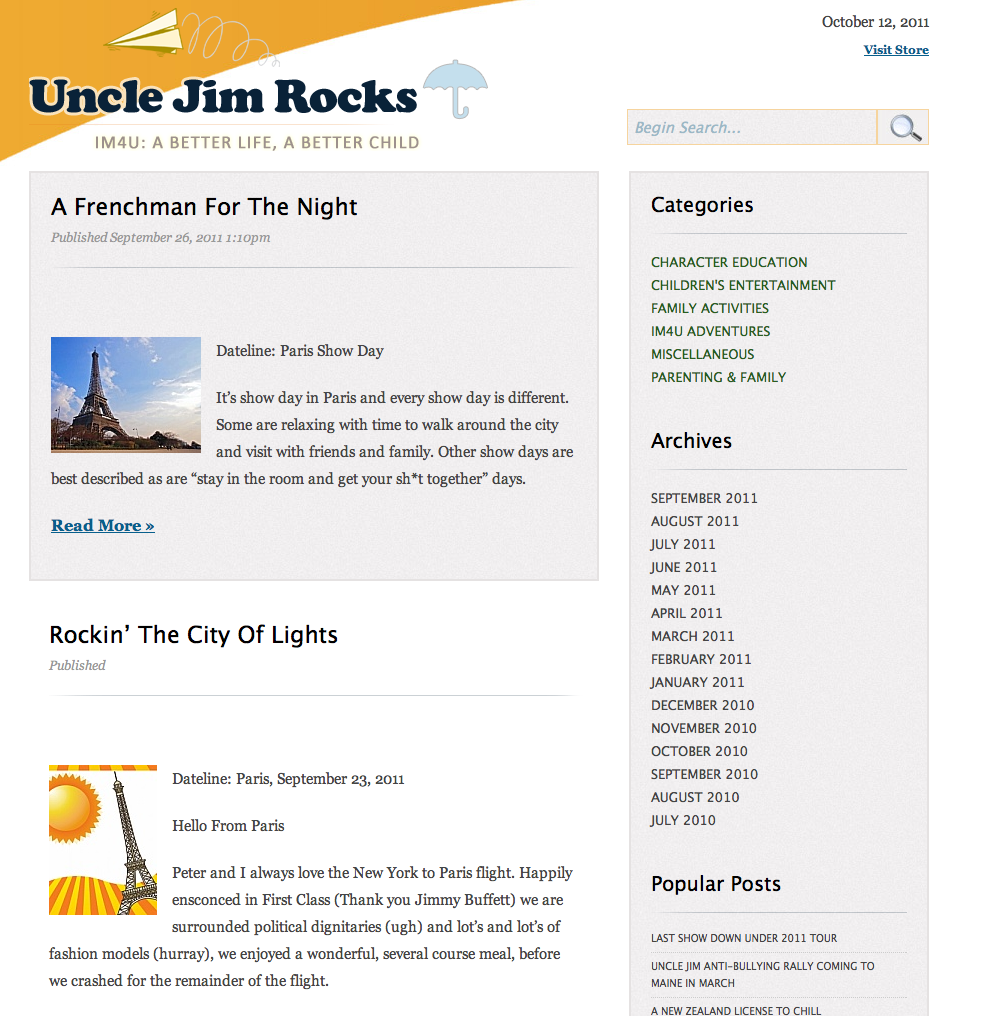 October 12, 2011
Visit Store
Uncle Jim Rocks
IM4U: A BETTER LIFE, A BETTER CHILD
Begin Search...
A Frenchman For The Night
Published September 26, 2011 1:10pm
Dateline: Paris Show Day
It’s show day in Paris and every show day is different.
Some are relaxing with time to walk around the city
and visit with friends and family. Other show days are
best described as are “stay in the room and get your sh*t together” days.
Read More »
Rockin’ The City Of Lights
Published
Dateline: Paris, September 23, 2011
Hello From Paris
Peter and I always love the New York to Paris flight. Happily
ensconced in First Class (Thank you Jimmy Buffett) we are
surrounded political dignitaries (ugh) and lot’s and lot’s of
fashion models (hurray), we enjoyed a wonderful, several course meal, before
we crashed for the remainder of the flight.
Categories
CHARACTER EDUCATION
CHILDREN'S ENTERTAINMENT
FAMILY ACTIVITIES
IM4U ADVENTURES
MISCELLANEOUS
PARENTING & FAMILY
Archives
SEPTEMBER 2011
AUGUST 2011
JULY 2011
JUNE 2011
MAY 2011
APRIL 2011
MARCH 2011
FEBRUARY 2011
JANUARY 2011
DECEMBER 2010
NOVEMBER 2010
OCTOBER 2010
SEPTEMBER 2010
AUGUST 2010
JULY 2010
Popular Posts
LAST SHOW DOWN UNDER 2011 TOUR
UNCLE JIM ANTI-BULLYING RALLY COMING TO
MAINE IN MARCH
A NEW ZEALAND LICENSE TO CHILL